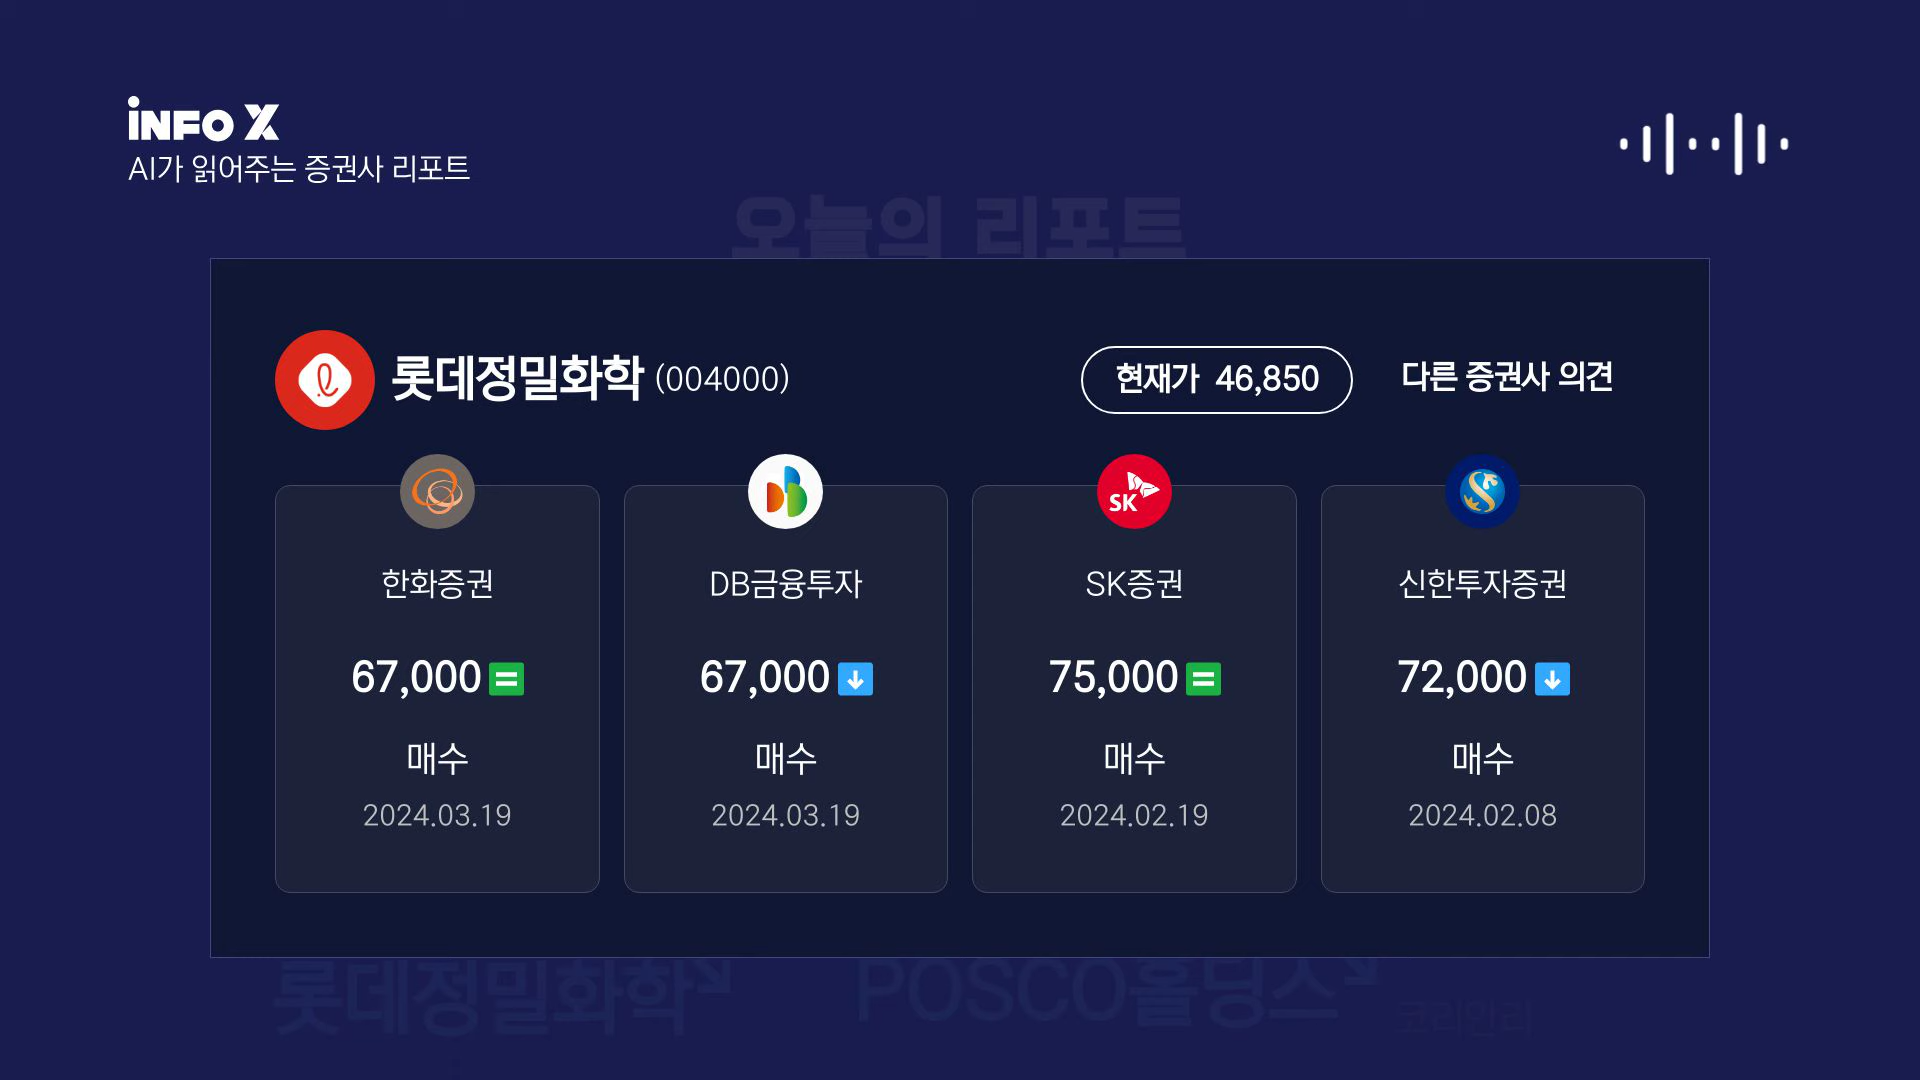 iNFO X
AI가 읽어주는 증권사 리포트
오늘의 리포트
롯데정밀화학 (004000)
현재가 46,850
다른 증권사 의견
SK
한화증권
DB금융투자
SK증권
신한투자증권
67,000
67,000
75,000
72,000
매수
매수
매수
매수
2024.03.19
2024.03.19
2024.02.19
2024.02.08
롯데정밀화학
POSCO홀딩스
코리안리